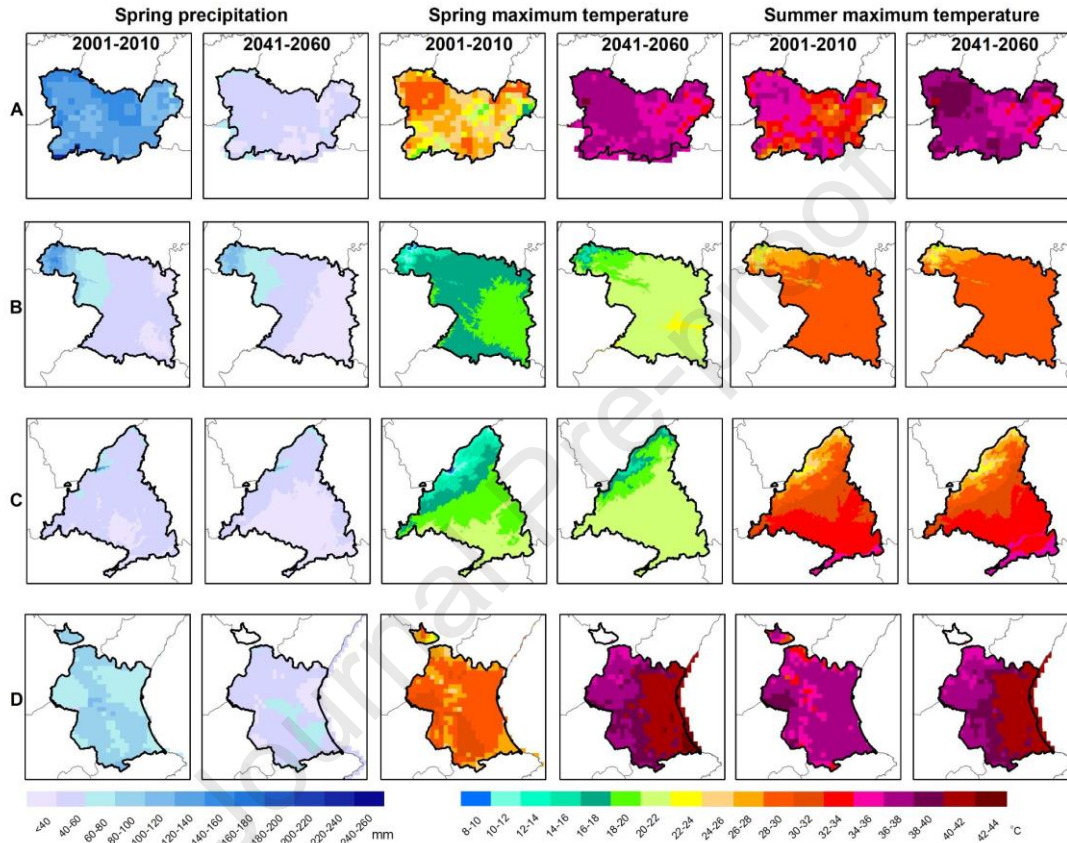 Spring precipitation Spring maximum temperature Summer maximum temperature
2001-2010 2041-2060 2001-2010 2041-2060 2001-2010 2041-2060
A
B
C
D
<40 40-60 60-80 80-100 100-120 120-140 140-160 160-180 180-200 200-220 220-240 240-260 mm
8-10 10-12 12-14 14-16 16-18 18-20 20-22 22-24 24-26 26-28 28-30 30-32 32-34 34-36 36-38 38-40 40-42 42-44 °C
Journal Pre-proof